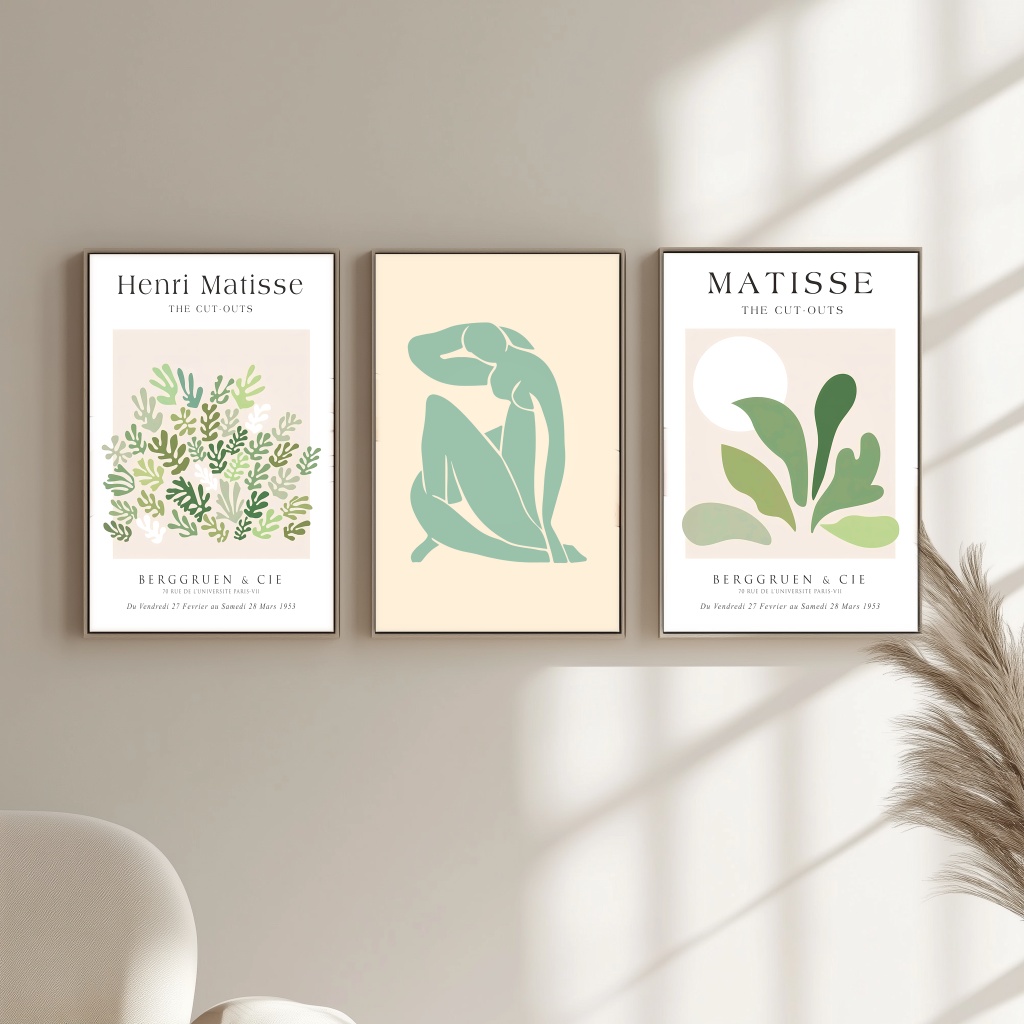 Henri Matisse
THE CUT-OUTS
BERGGRUEN & CIE
70 RUE DE L'UNIVERSITE PARIS-VII
Du Vendredi 27 Fevrier au Samedi 28 Mars 1953
MATISSE
THE CUT-OUTS
BERGGRUEN & CIE
70 RUE DE L'UNIVERSITE PARIS-VII
Du Vendredi 27 Fevrier au Samedi 28 Mars 1953